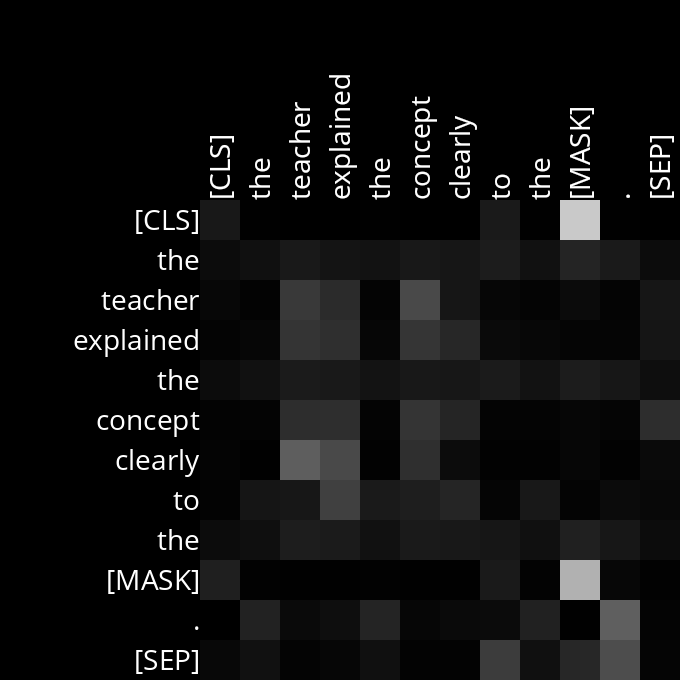 [CLS]
the
teacher
explained
the
concept
clearly
to
the
[MASK]
.
[SEP]
[CLS]
the
teacher
explained
the
concept
clearly
to
the
[MASK]
.
[SEP]